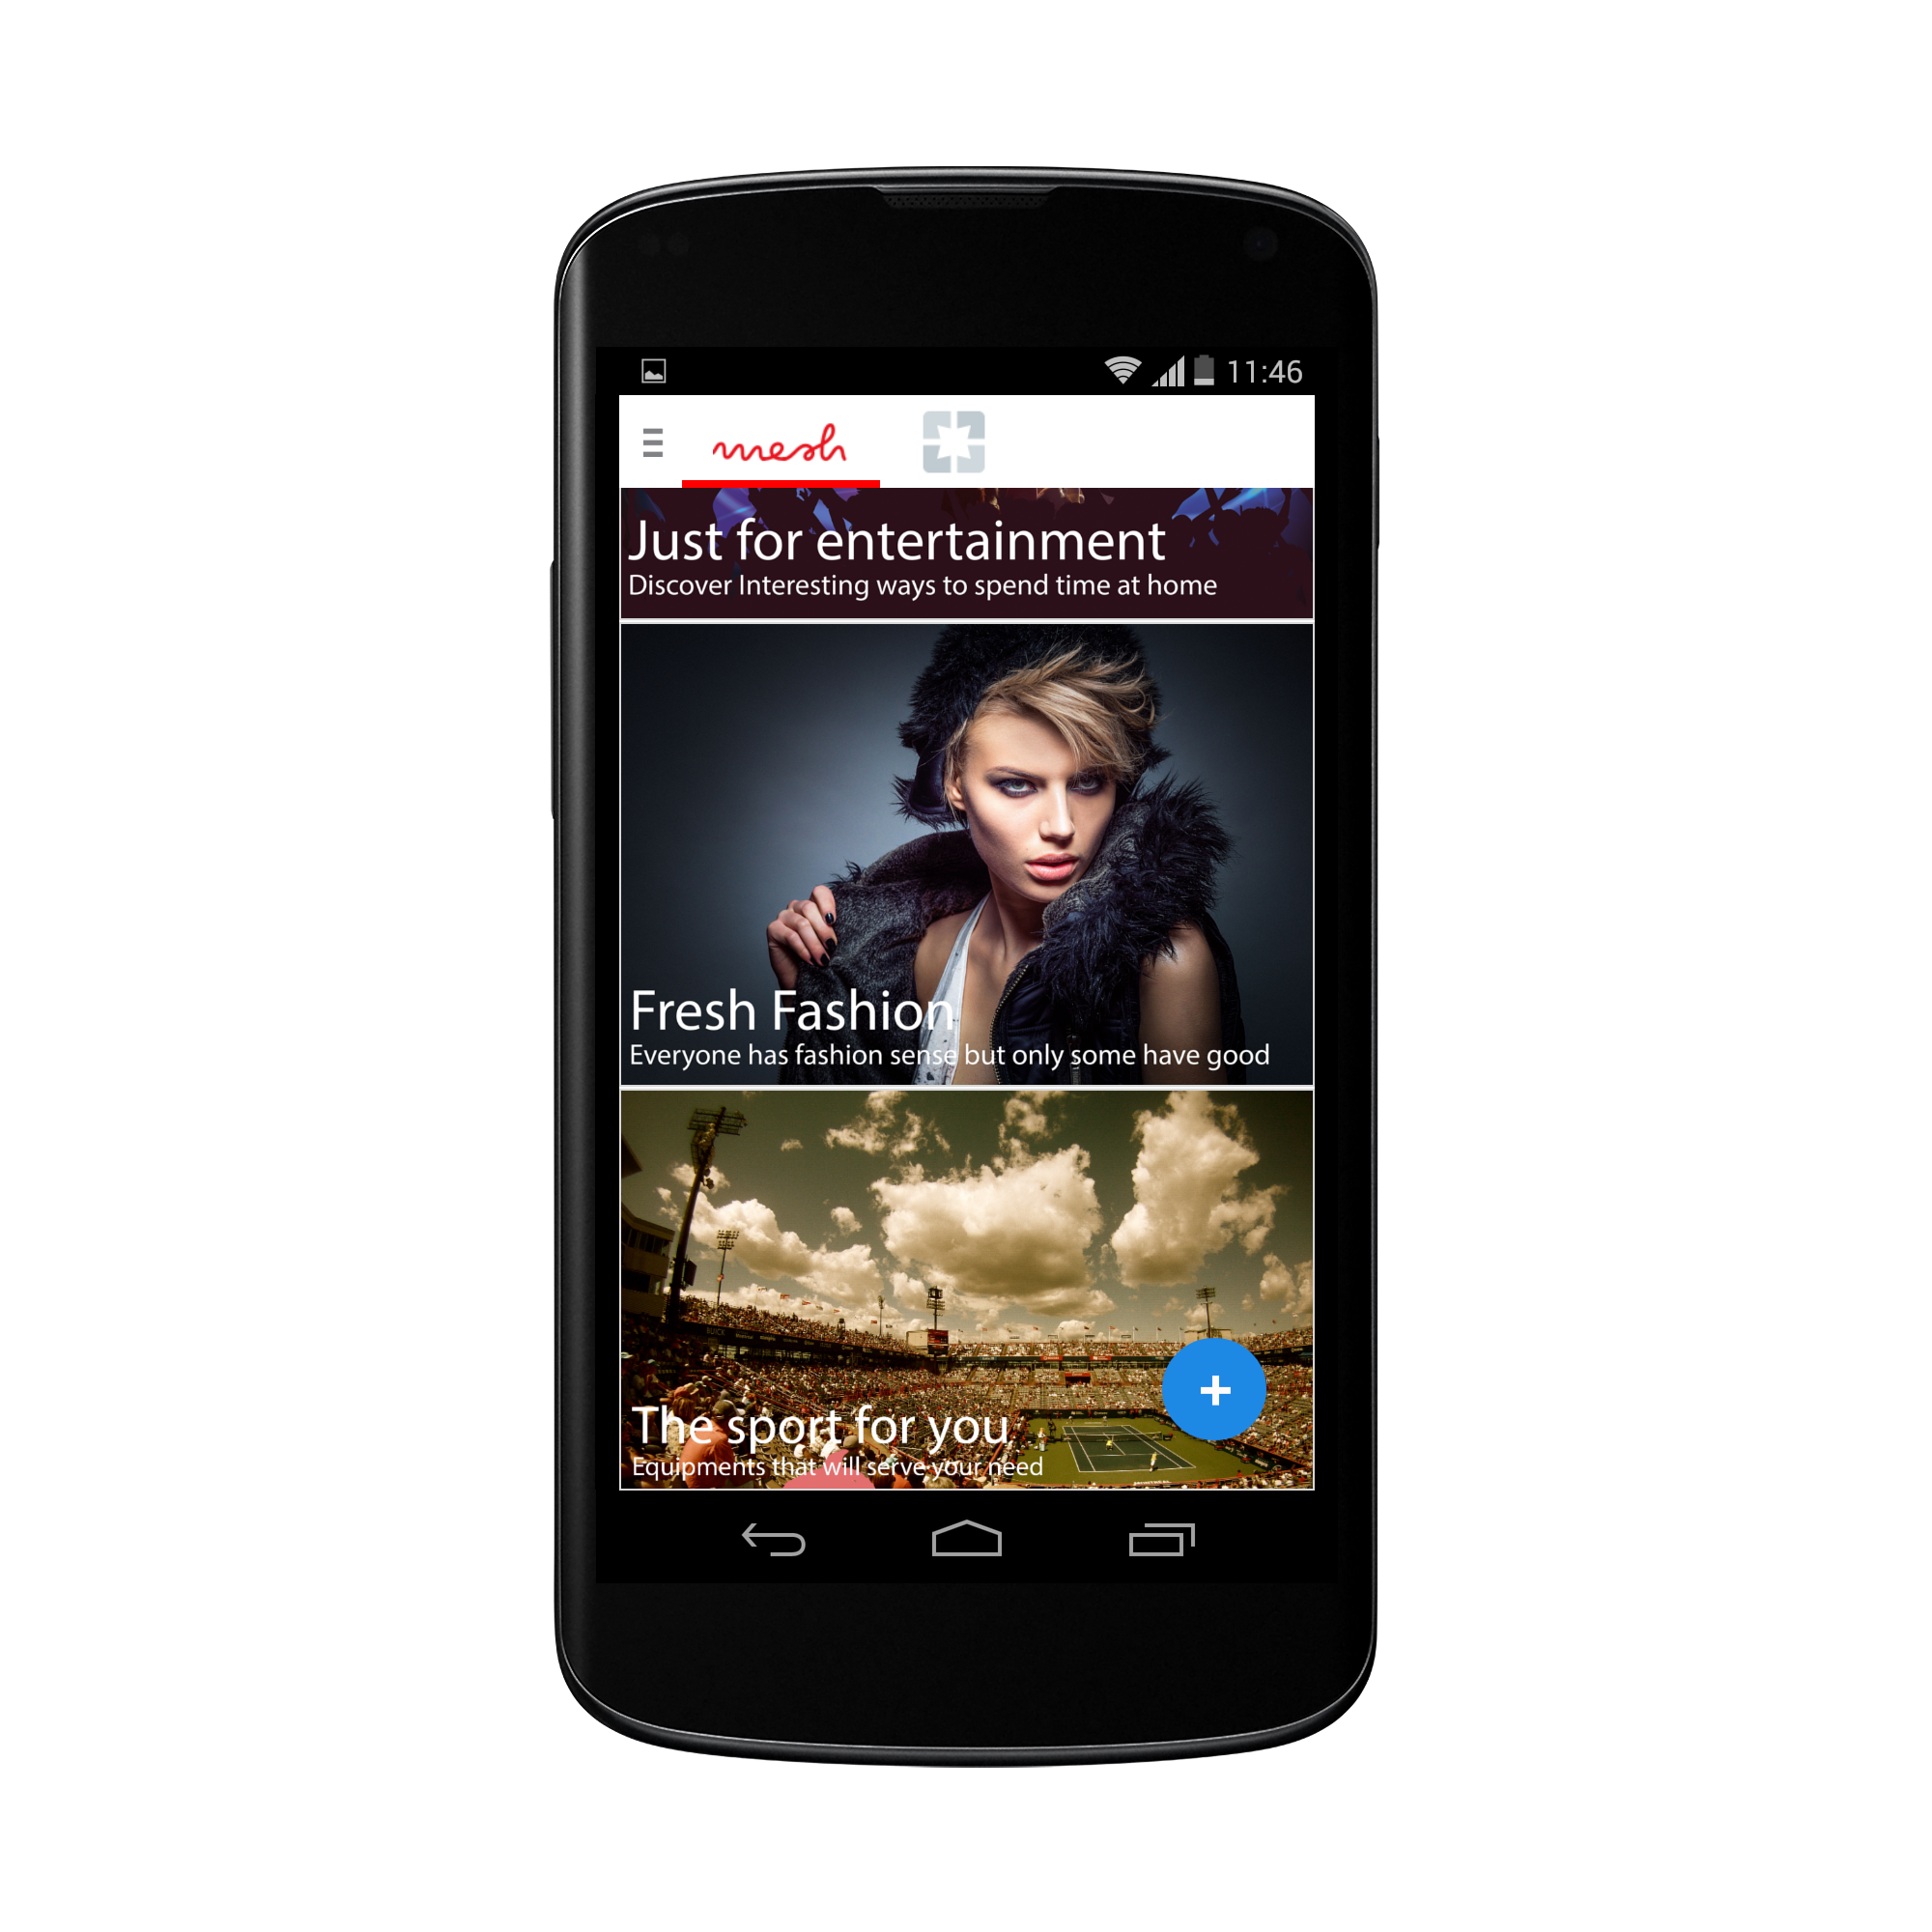 11:46
mesh
Just for entertainment
Discover Interesting ways to spend time at home
Fresh Fashion
Everyone has fashion sense but only some have good
The sport for you
Equipments that will serve your need